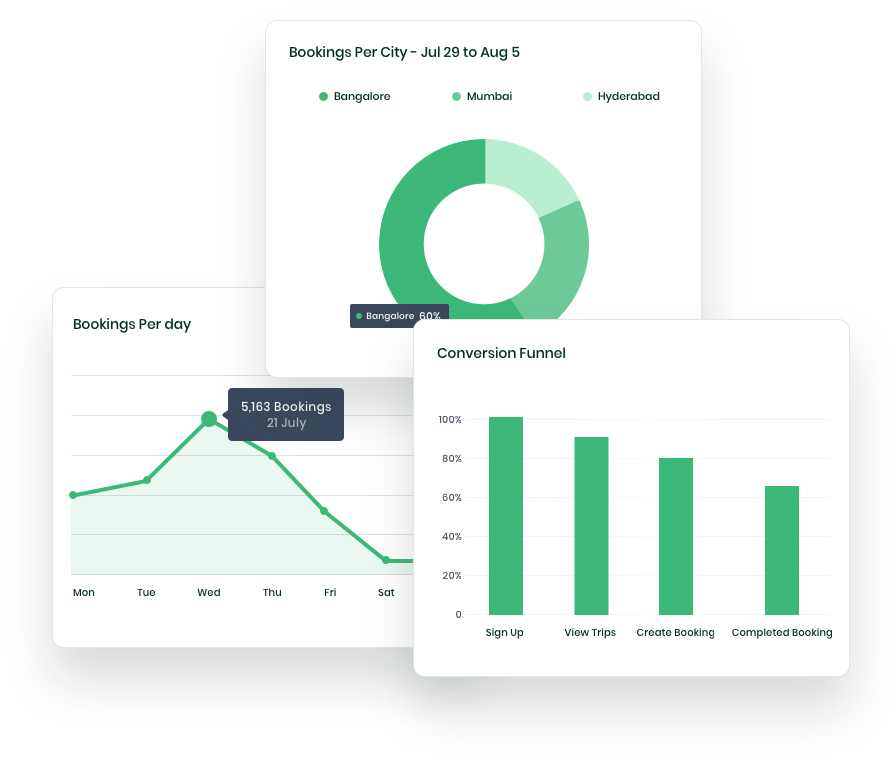 Bookings Per City - Jul 29 to Aug 5
Bangalore
Mumbai
Hyderabad
Bangalore 60%
Bookings Per day
5,163 Bookings
21 July
Mon
Tue
Wed
Thu
Fri
Sat
Conversion Funnel
100%
80%
60%
40%
20%
0
Sign Up
View Trips
Create Booking
Completed Booking